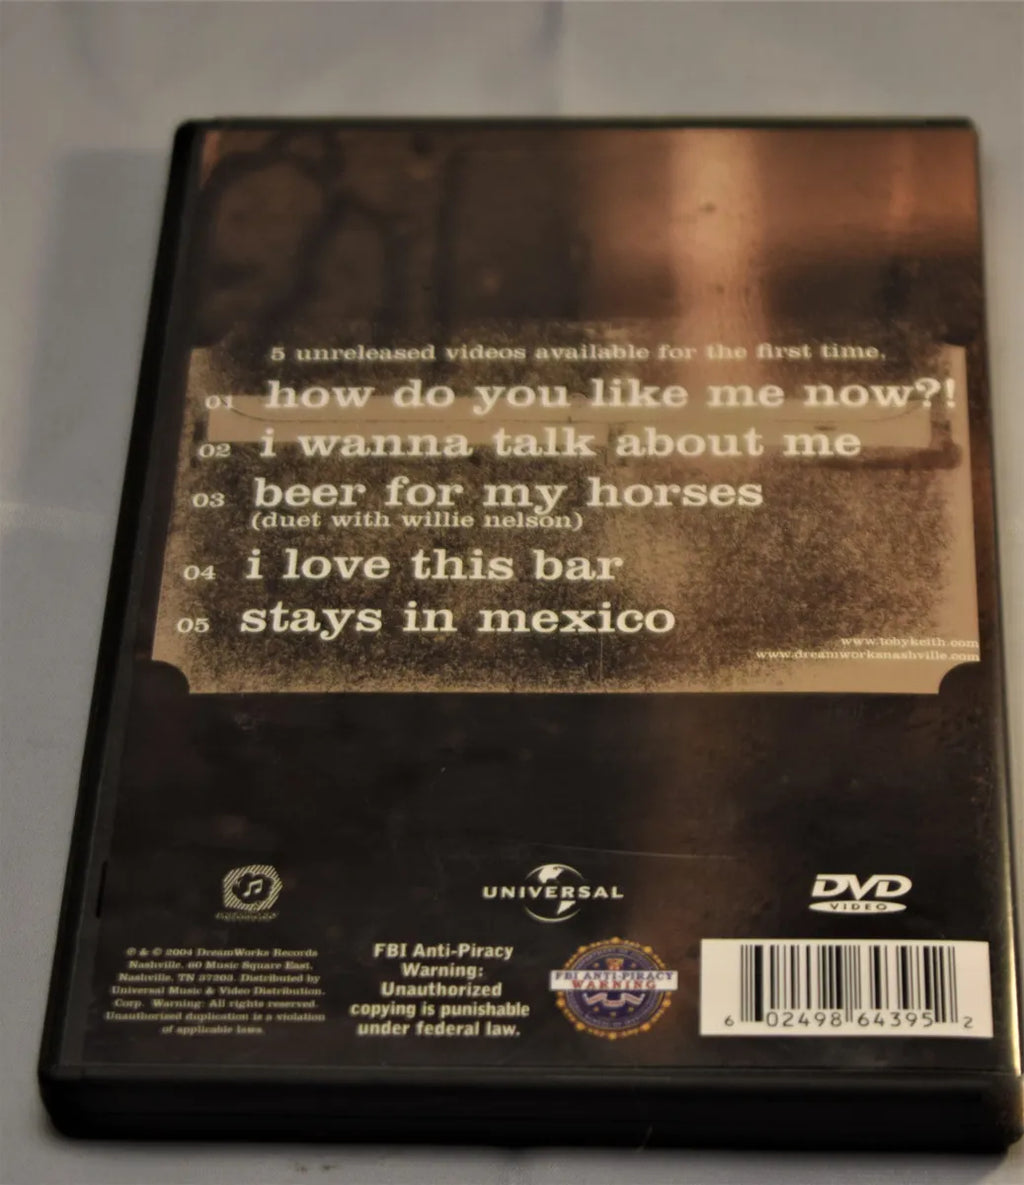 5 unreleased videos available for the first time.
01 how do you like me now?!
02 i wanna talk about me
03 beer for my horses
(duet with willie nelson)
04 i love this bar
05 stays in mexico
www.tobykeith.com
www.dreamworksnashville.com
UNIVERSAL
DVD
VIDEO
℗ & © 2004 DreamWorks Records
Nashville. 60 Music Square East,
Nashville, TN 37203. Distributed by
Universal Music & Video Distribution.
Corp. Warning: All rights reserved.
Unauthorized duplication is a violation
of applicable laws.
FBI Anti-Piracy
Warning:
Unauthorized
copying is punishable
under federal law.
FBI ANTI-PIRACY
WARNING
6 02498 64395 2